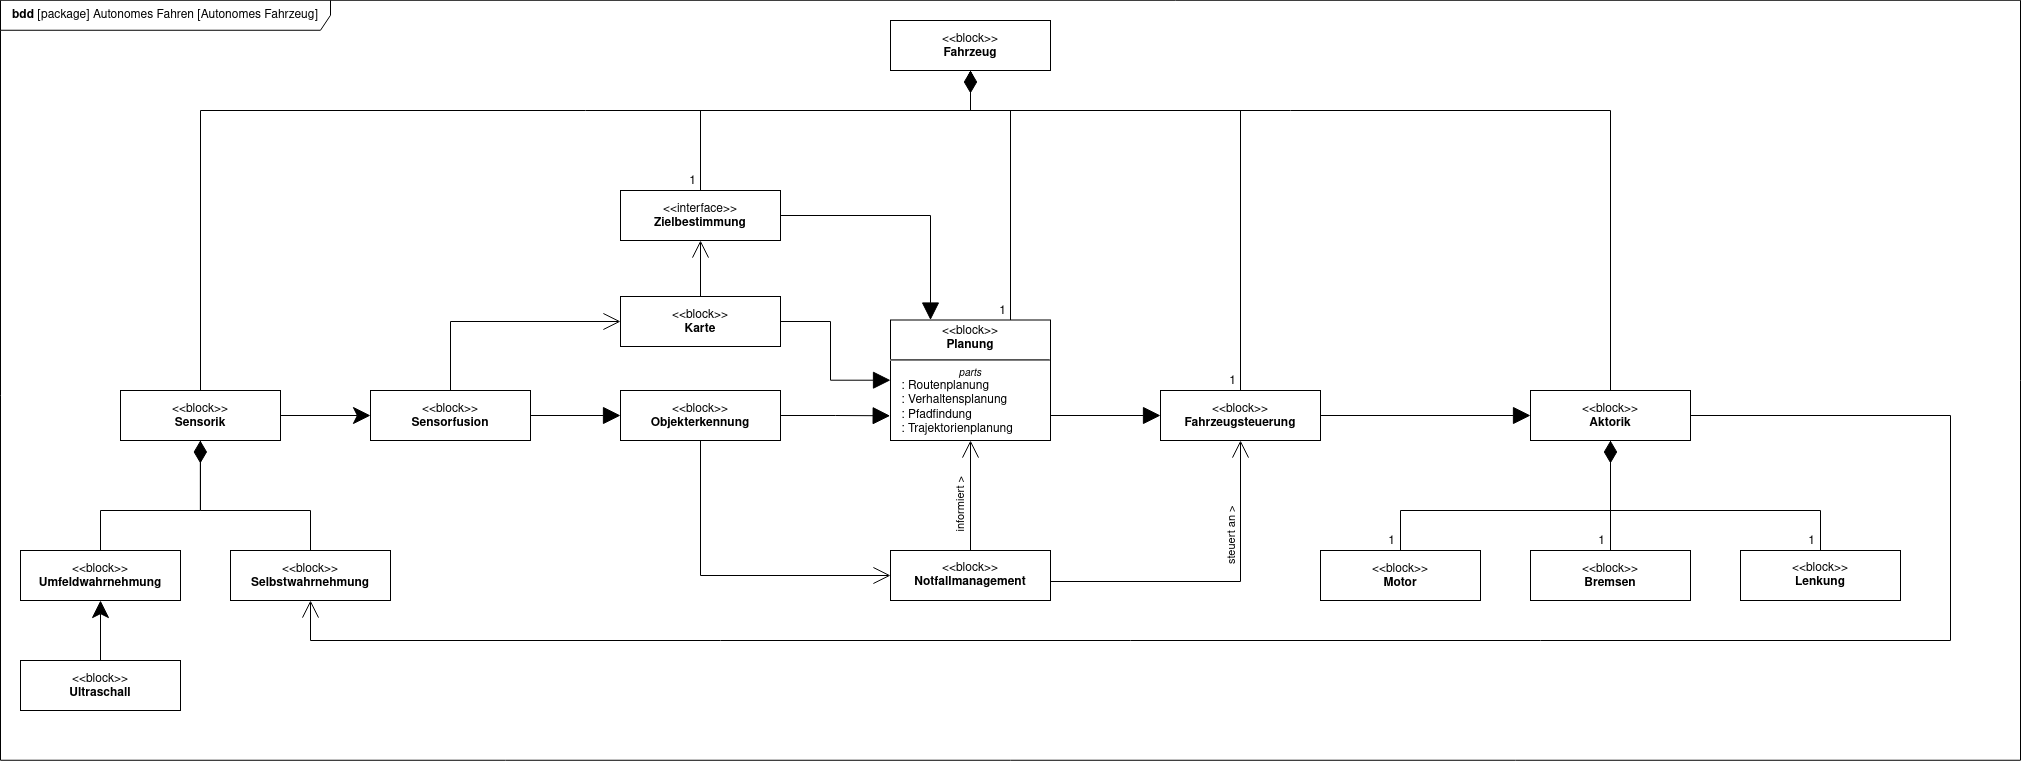 bdd [package] Autonomes Fahren [Autonomes Fahrzeug]
<<block>>
Fahrzeug
1
<<interface>>
Zielbestimmung
<<block>>
Karte
1
<<block>>
Planung
parts
: Routenplanung
: Verhaltensplanung
: Pfadfindung
: Trajektorienplanung
<<block>>
Sensorik
<<block>>
Sensorfusion
<<block>>
Objekterkennung
1
<<block>>
Fahrzeugsteuerung
<<block>>
Aktorik
informiert >
steuert an >
<<block>>
Umfeldwahrnehmung
<<block>>
Selbstwahrnehmung
<<block>>
Notfallmanagement
1
<<block>>
Motor
1
<<block>>
Bremsen
1
<<block>>
Lenkung
<<block>>
Ultraschall